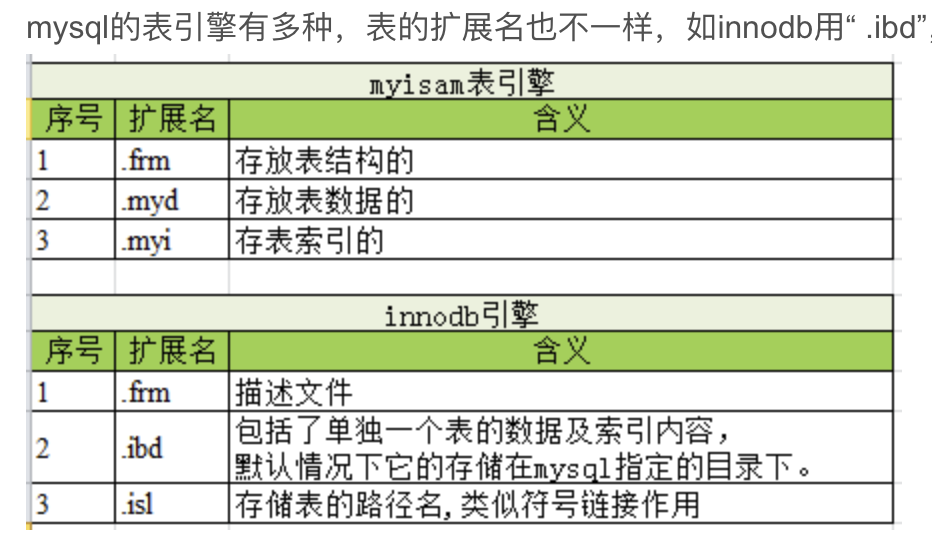 mysql的表引擎有多种，表的扩展名也不一样，如innodb用“ .ibd”,
myisam表引擎
序号 扩展名 含义
1 .frm 存放表结构的
2 .myd 存放表数据的
3 .myi 存表索引的
innodb引擎
序号 扩展名 含义
1 .frm 描述文件
2 .ibd 包括了单独一个表的数据及索引内容，
默认情况下它的存储在mysql指定的目录下。
3 .isl 存储表的路径名,类似符号链接作用